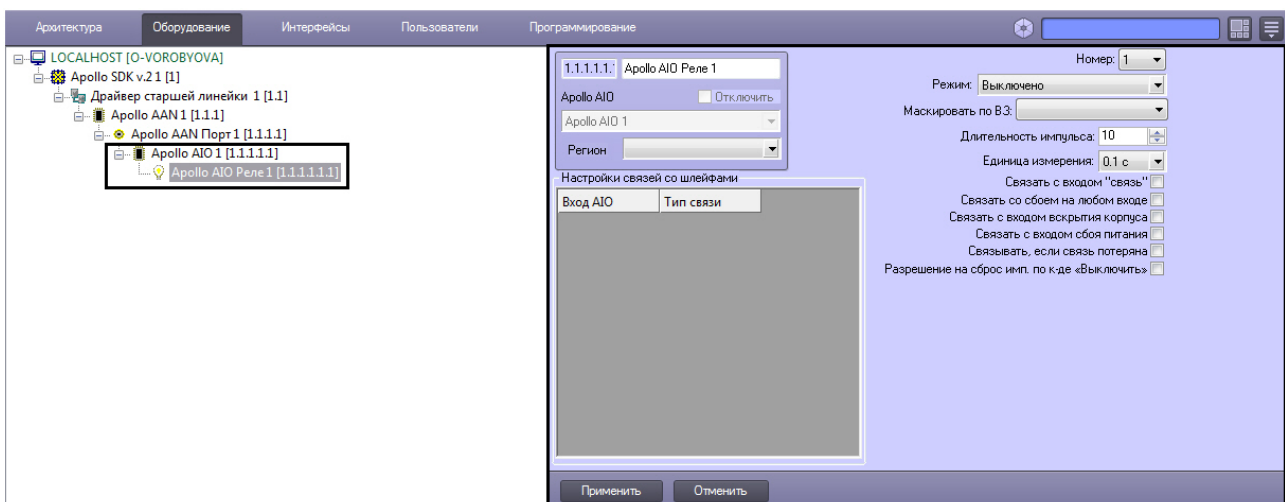 Архитектура Оборудование Интерфейсы Пользователи Программирование
LOCALHOST [O-VOROBYOVA]
Apollo SDK v.2 1 [1]
Драйвер старшей линейки 1 [1.1]
Apollo AAN 1 [1.1.1]
Apollo AAN Порт 1 [1.1.1.1]
Apollo AIO 1 [1.1.1.1.1]
Apollo AIO Реле 1 [1.1.1.1.1.1]
1.1.1.1.1. Apollo AIO Реле 1
Apollo AIO Отключить
Apollo AIO 1
Регион
Настройки связей со шлейфами
Вход AIO Тип связи
Номер: 1
Режим: Выключено
Маскировать по ВЗ:
Длительность импульса: 10
Единица измерения: 0.1 с
Связать с входом "связь"
Связать со сбоем на любом входе
Связать с входом вскрытия корпуса
Связать с входом сбоя питания
Связывать, если связь потеряна
Разрешение на сброс имп. по к-де «Выключить»
Применить Отменить